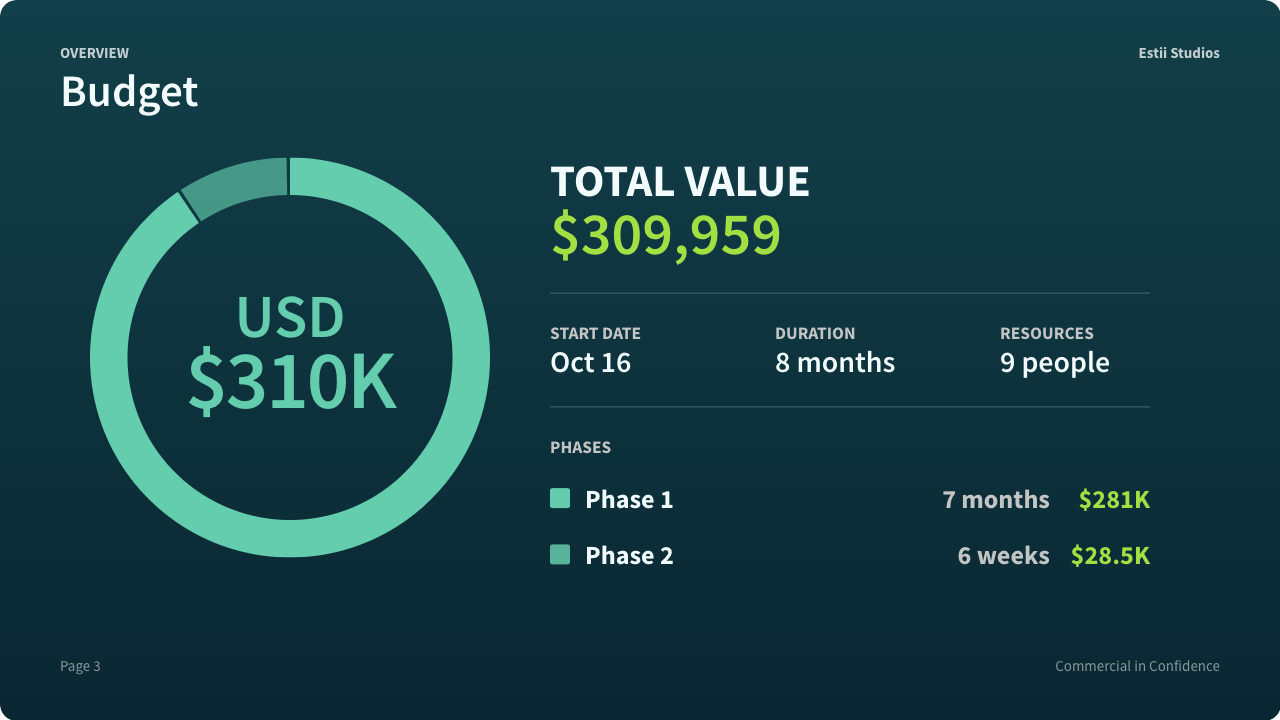 OVERVIEW
Estii Studios
Budget
USD
$310K
TOTAL VALUE
$309,959
START DATE
Oct 16
DURATION
8 months
RESOURCES
9 people
PHASES
Phase 1 7 months $281K
Phase 2 6 weeks $28.5K
Page 3
Commercial in Confidence